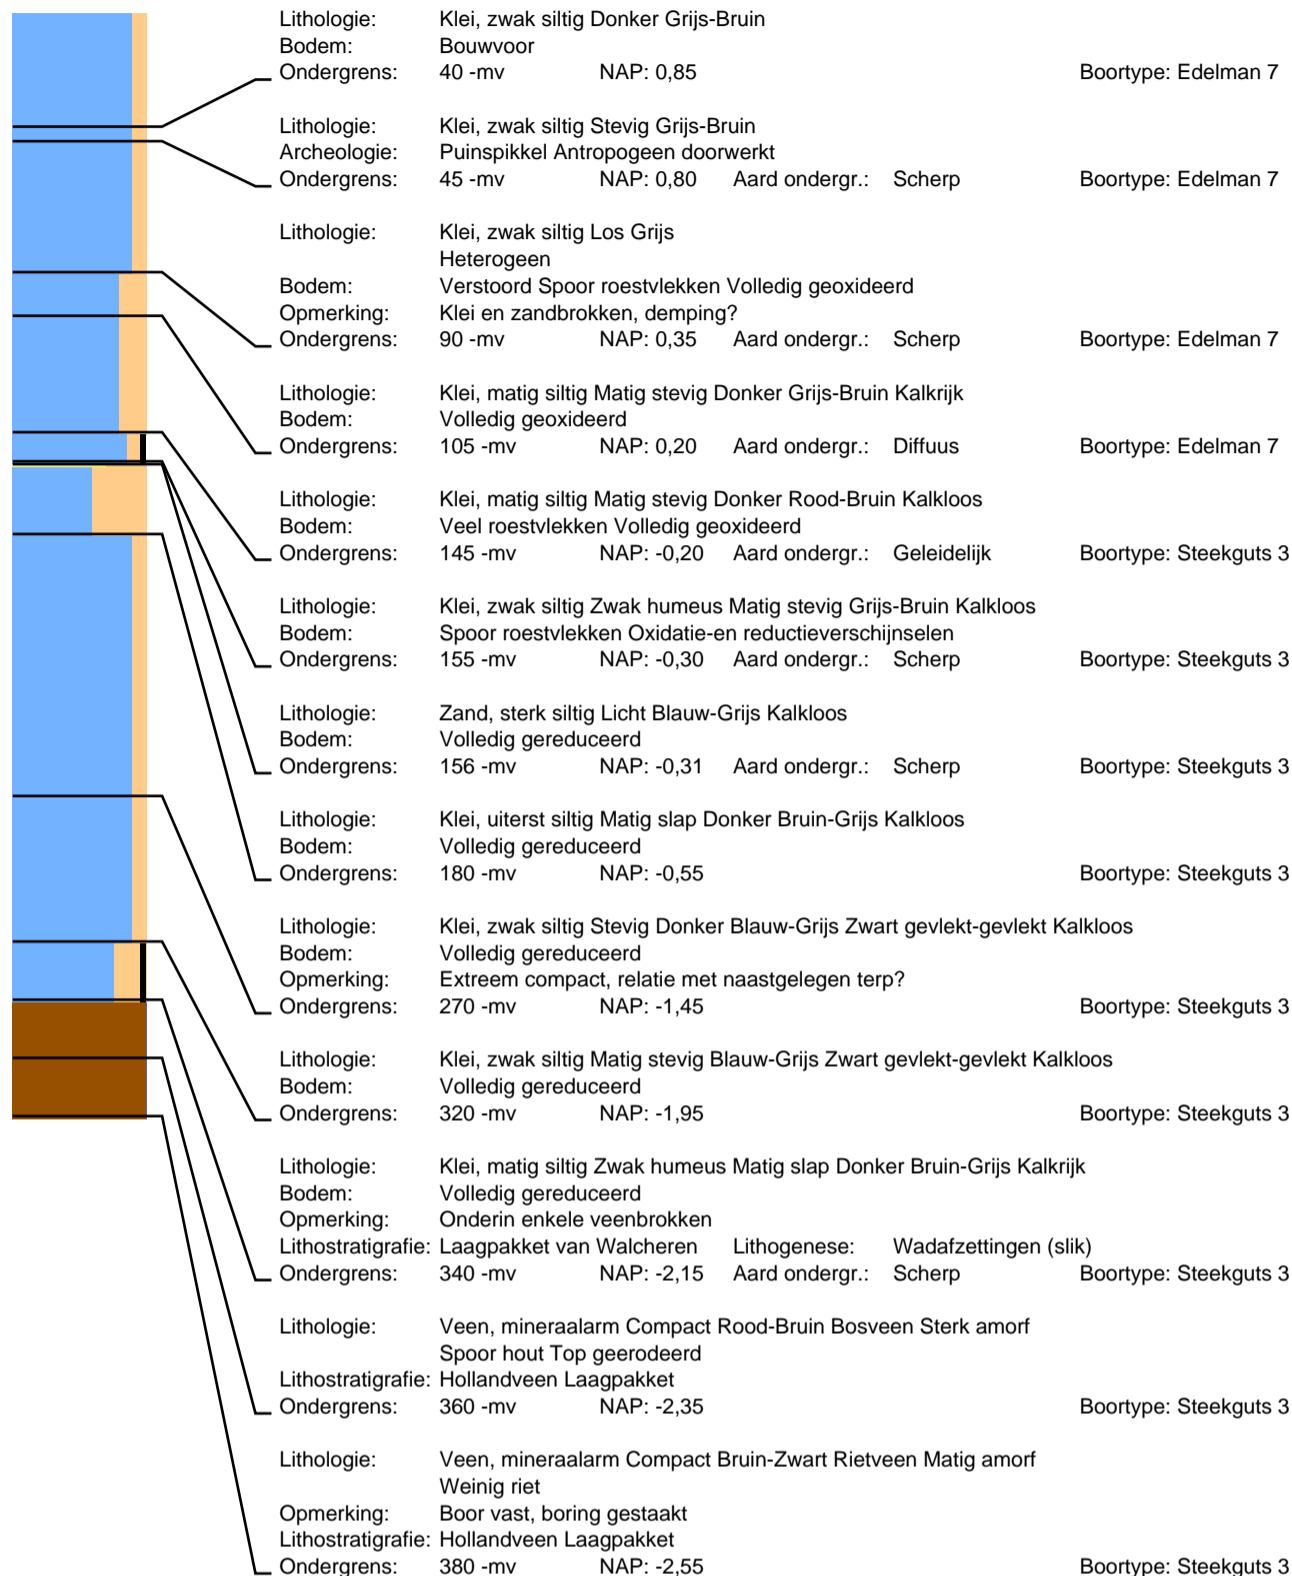 Lithologie: Klei, zwak siltig Donker Grijs-Bruin
Bodem: Bouwvoor
Ondergrens: 40 -mv NAP: 0,85 Boortype: Edelman 7
Lithologie: Klei, zwak siltig Stevig Grijs-Bruin
Archeologie: Puinspikkel Antropogeen doorwerkt
Ondergrens: 45 -mv NAP: 0,80 Aard ondergr.: Scherp Boortype: Edelman 7
Lithologie: Klei, zwak siltig Los Grijs
Heterogeen
Bodem: Verstoord Spoor roestvlekken Volledig geoxideerd
Opmerking: Klei en zandbrokken, demping?
Ondergrens: 90 -mv NAP: 0,35 Aard ondergr.: Scherp Boortype: Edelman 7
Lithologie: Klei, matig siltig Matig stevig Donker Grijs-Bruin Kalkrijk
Bodem: Volledig geoxideerd
Ondergrens: 105 -mv NAP: 0,20 Aard ondergr.: Diffuus Boortype: Edelman 7
Lithologie: Klei, matig siltig Matig stevig Donker Rood-Bruin Kalkloos
Bodem: Veel roestvlekken Volledig geoxideerd
Ondergrens: 145 -mv NAP: -0,20 Aard ondergr.: Geleidelijk Boortype: Steekguts 3
Lithologie: Klei, zwak siltig Zwak humeus Matig stevig Grijs-Bruin Kalkloos
Bodem: Spoor roestvlekken Oxidatie-en reductieverschijnselen
Ondergrens: 155 -mv NAP: -0,30 Aard ondergr.: Scherp Boortype: Steekguts 3
Lithologie: Zand, sterk siltig Licht Blauw-Grijs Kalkloos
Bodem: Volledig gereduceerd
Ondergrens: 156 -mv NAP: -0,31 Aard ondergr.: Scherp Boortype: Steekguts 3
Lithologie: Klei, uiterst siltig Matig slap Donker Bruin-Grijs Kalkloos
Bodem: Volledig gereduceerd
Ondergrens: 180 -mv NAP: -0,55 Boortype: Steekguts 3
Lithologie: Klei, zwak siltig Stevig Donker Blauw-Grijs Zwart gevlekt-gevlekt Kalkloos
Bodem: Volledig gereduceerd
Opmerking: Extreem compact, relatie met naastgelegen terp?
Ondergrens: 270 -mv NAP: -1,45 Boortype: Steekguts 3
Lithologie: Klei, zwak siltig Matig stevig Blauw-Grijs Zwart gevlekt-gevlekt Kalkloos
Bodem: Volledig gereduceerd
Ondergrens: 320 -mv NAP: -1,95 Boortype: Steekguts 3
Lithologie: Klei, matig siltig Zwak humeus Matig slap Donker Bruin-Grijs Kalkrijk
Bodem: Volledig gereduceerd
Opmerking: Onderin enkele veenbrokken
Lithostratigrafie: Laagpakket van Walcheren Lithogenese: Wadafzettingen (slik)
Ondergrens: 340 -mv NAP: -2,15 Aard ondergr.: Scherp Boortype: Steekguts 3
Lithologie: Veen, mineraalarm Compact Rood-Bruin Bosveen Sterk amorf
Spoor hout Top geerodeerd
Lithostratigrafie: Hollandveen Laagpakket
Ondergrens: 360 -mv NAP: -2,35 Boortype: Steekguts 3
Lithologie: Veen, mineraalarm Compact Bruin-Zwart Rietveen Matig amorf
Weinig riet
Opmerking: Boor vast, boring gestaakt
Lithostratigrafie: Hollandveen Laagpakket
Ondergrens: 380 -mv NAP: -2,55 Boortype: Steekguts 3